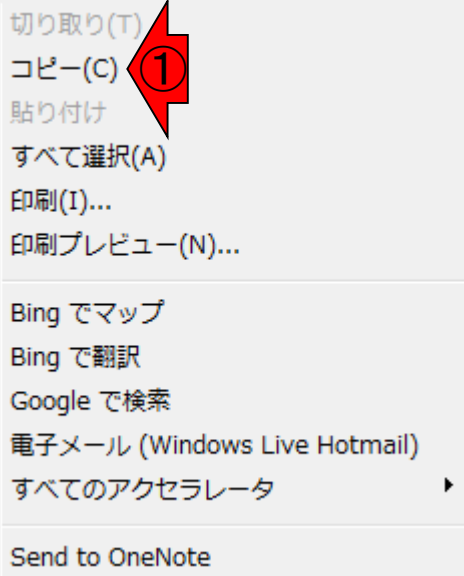 切り取り(T)
コピー(C)
①
貼り付け
すべて選択(A)
印刷(I)...
印刷プレビュー(N)...
Bing でマップ
Bing で翻訳
Google で検索
電子メール (Windows Live Hotmail)
すべてのアクセラレータ
Send to OneNote